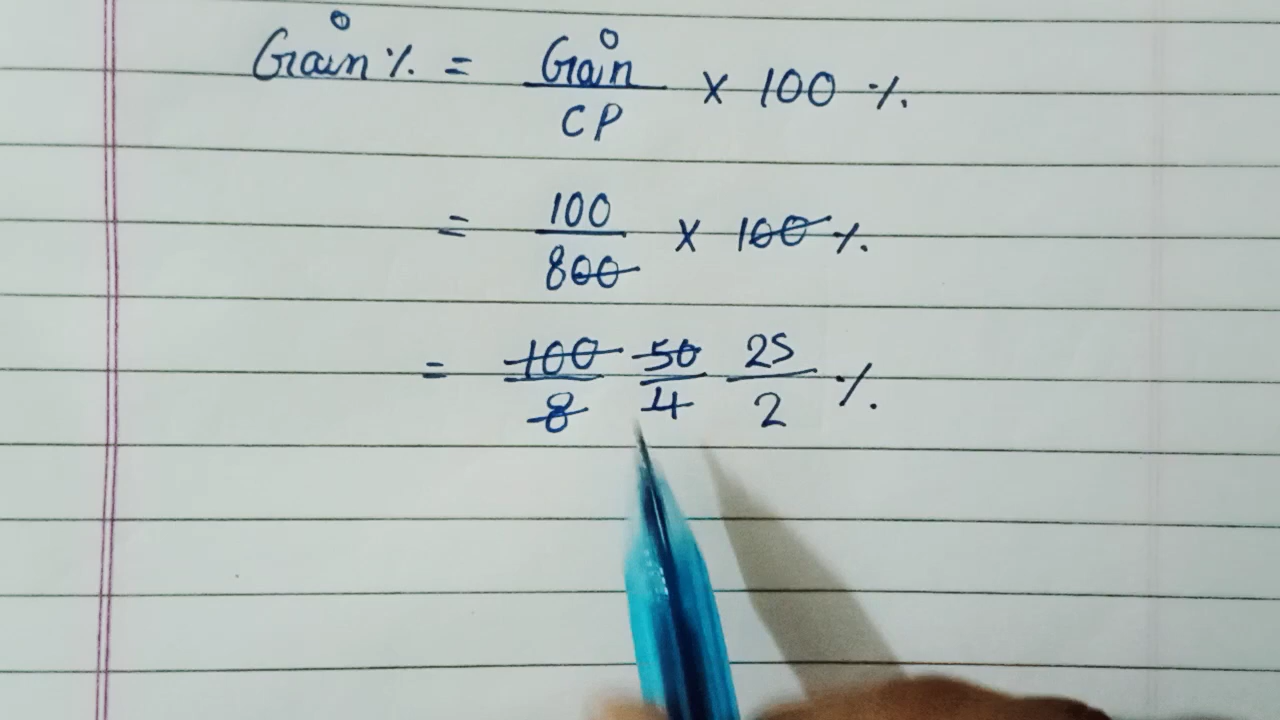 Gain % = Gain / CP × 100 %
= 100 / 800 × 100 %
= 100 / 8 50 / 4 25 / 2 %